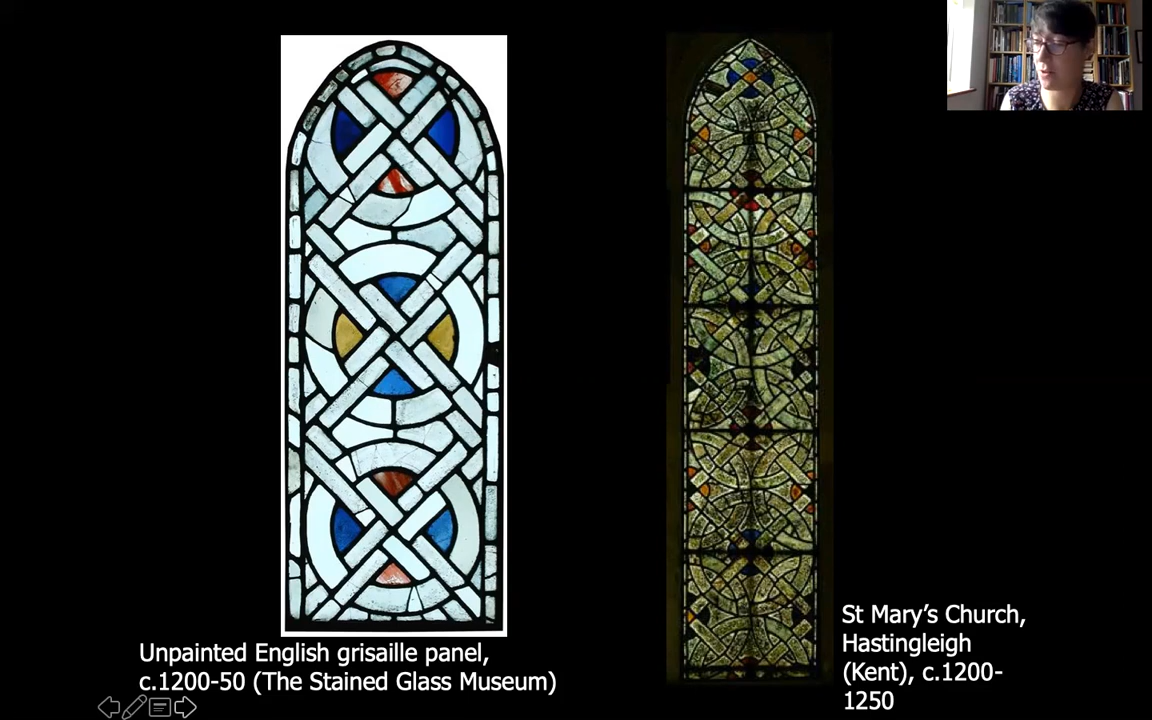 Unpainted English grisaille panel,
c.1200-50 (The Stained Glass Museum)
St Mary’s Church,
Hastingleigh
(Kent), c.1200-
1250